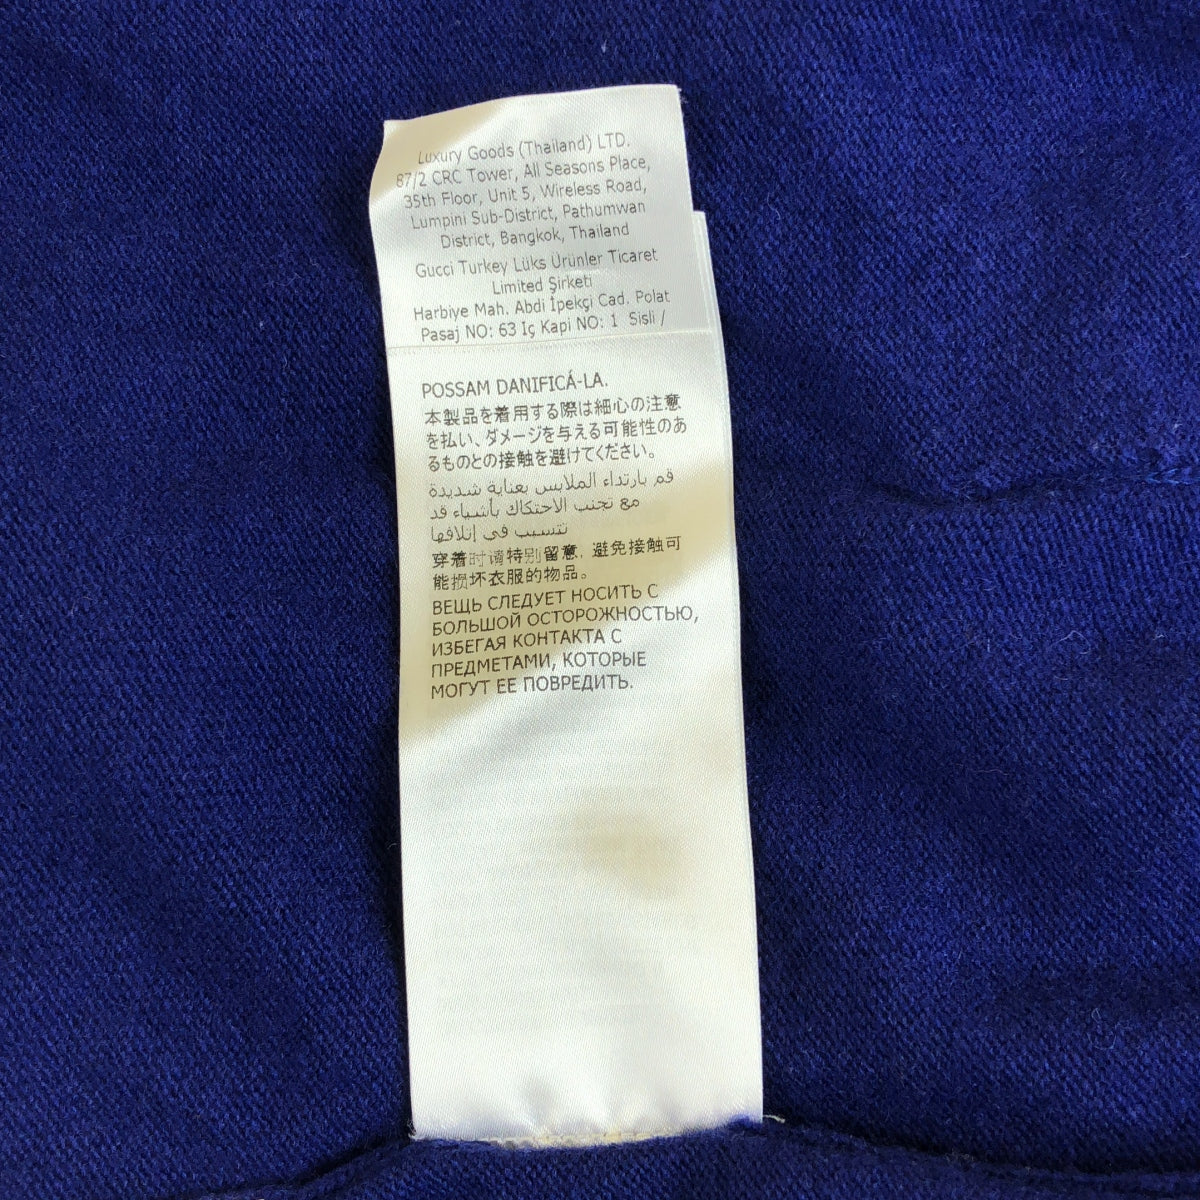 Luxury Goods (Thailand) LTD.
87/2 CRC Tower, All Seasons Place,
35th Floor, Unit 5, Wireless Road,
Lumpini Sub-District, Pathumwan
District, Bangkok, Thailand
Gucci Turkey Lüks Ürünler Ticaret
Limited Şirketi
Harbiye Mah. Abdi İpekçi Cad. Polat
Pasaj NO: 63 Iç Kapi NO: 1 Sisli /
POSSAM DANIFICÁ-LA.
本製品を着用する際は細心の注意
を払い、ダメージを与える可能性のあ
るものとの接触を避けてください。
قم بارتداء الملابس بعناية شديدة
مع تجنب الاحتكاك بأشياء قد
تتسبب في إتلافها
穿着时请特别留意，避免接触可
能损坏衣服的物品。
ВЕЩЬ СЛЕДУЕТ НОСИТЬ С
БОЛЬШОЙ ОСТОРОЖНОСТЬЮ,
ИЗБЕГАЯ КОНТАКТА С
ПРЕДМЕТАМИ, КОТОРЫЕ
МОГУТ ЕЕ ПОВРЕДИТЬ.